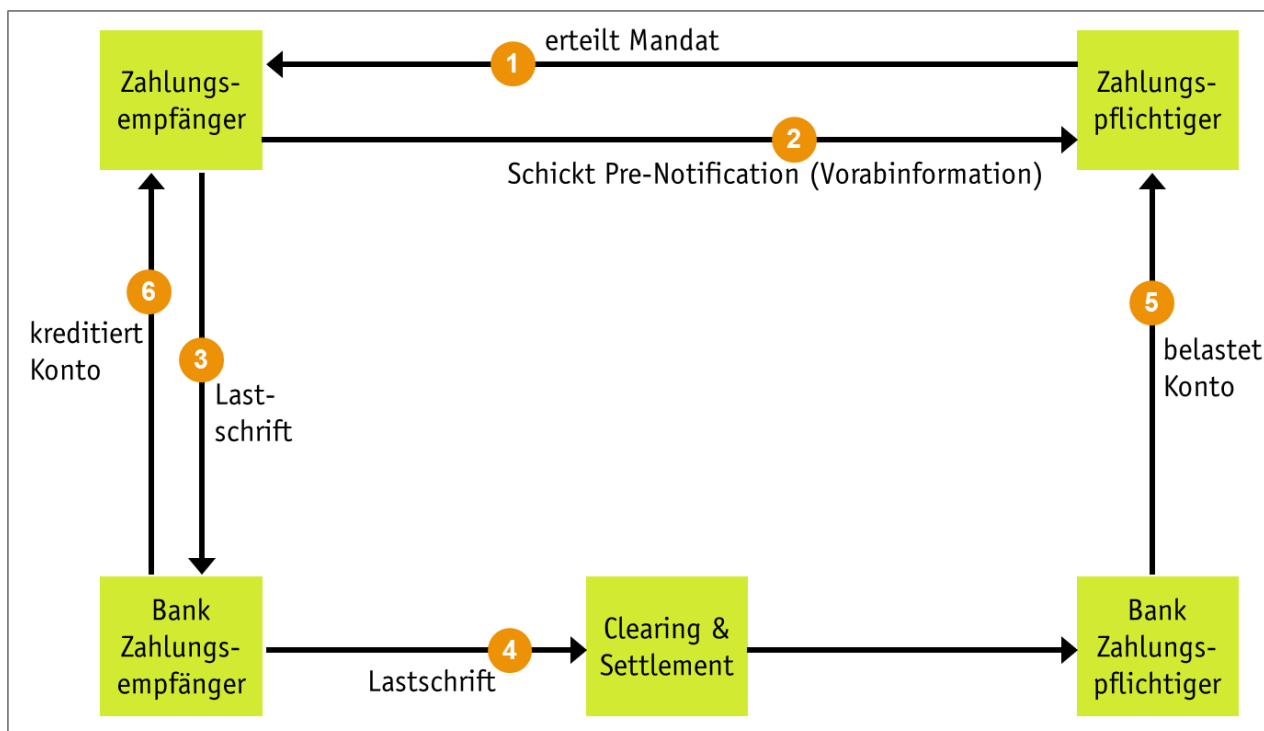 Zahlungs-
empfänger
erteilt Mandat
1
Zahlungs-
pflichtiger
2
Schickt Pre-Notification (Vorabinformation)
6
kreditiert
Konto
3
Last-
schrift
5
belastet
Konto
Bank
Zahlungs-
empfänger
4
Lastschrift
Clearing &
Settlement
Bank
Zahlungs-
pflichtiger